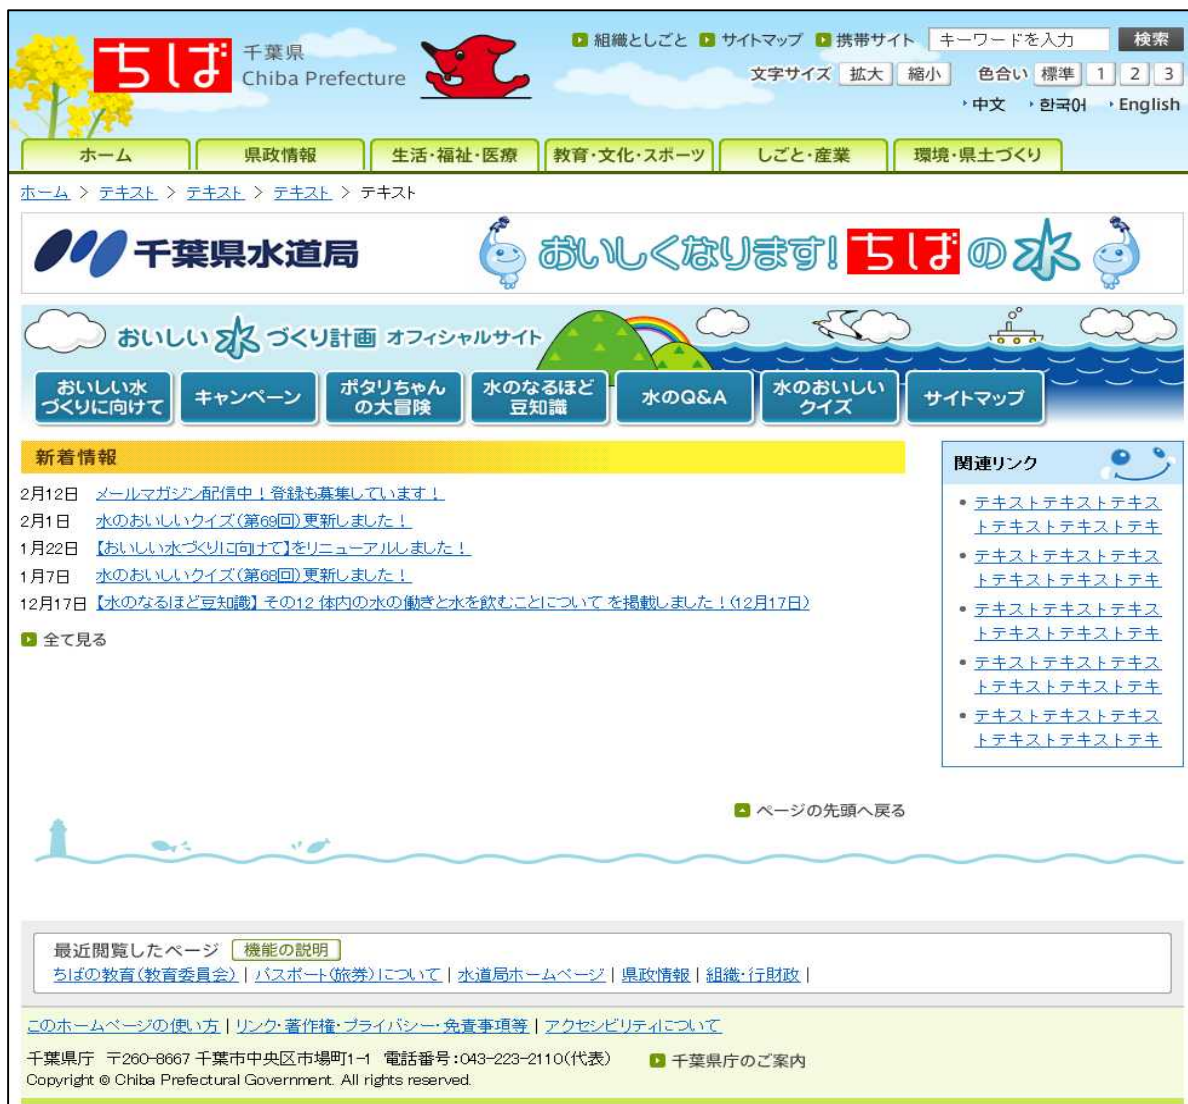 ちば 千葉県
Chiba Prefecture
組織としごと サイトマップ 携帯サイト キーワードを入力 検索
文字サイズ 拡大 縮小 色合い 標準 1 2 3
中文 한국어 English
ホーム 県政情報 生活・福祉・医療 教育・文化・スポーツ しごと・産業 環境・県土づくり
ホーム > テキスト > テキスト > テキスト > テキスト
千葉県水道局 おいしくなります!ちばの水
おいしい水づくり計画 オフィシャルサイト
おいしい水
づくりに向けて
キャンペーン
ポタリちゃん
の大冒険
水のなるほど
豆知識
水のQ&A
水のおいしい
クイズ
サイトマップ
新着情報
2月12日 メールマガジン配信中！登録も募集しています！
2月1日 水のおいしいクイズ(第69回)更新しました！
1月22日 【おいしい水づくりに向けて】をリニューアルしました！
1月7日 水のおいしいクイズ(第68回)更新しました！
12月17日 【水のなるほど豆知識】 その12 体内の水の働きと水を飲むことについて を掲載しました！(12月17日)
全て見る
関連リンク
テキストテキストテキス
トテキストテキストテキ
テキストテキストテキス
トテキストテキストテキ
テキストテキストテキス
トテキストテキストテキ
テキストテキストテキス
トテキストテキストテキ
テキストテキストテキス
トテキストテキストテキ
ページの先頭へ戻る
最近閲覧したページ 機能の説明
ちばの教育(教育委員会) | パスポート(旅券)について | 水道局ホームページ | 県政情報 | 組織・行財政 |
このホームページの使い方 | リンク・著作権・プライバシー・免責事項等 | アクセシビリティについて
千葉県庁 〒260-8667 千葉市中央区市場町1-1 電話番号:043-223-2110(代表) 千葉県庁のご案内
Copyright © Chiba Prefectural Government. All rights reserved.